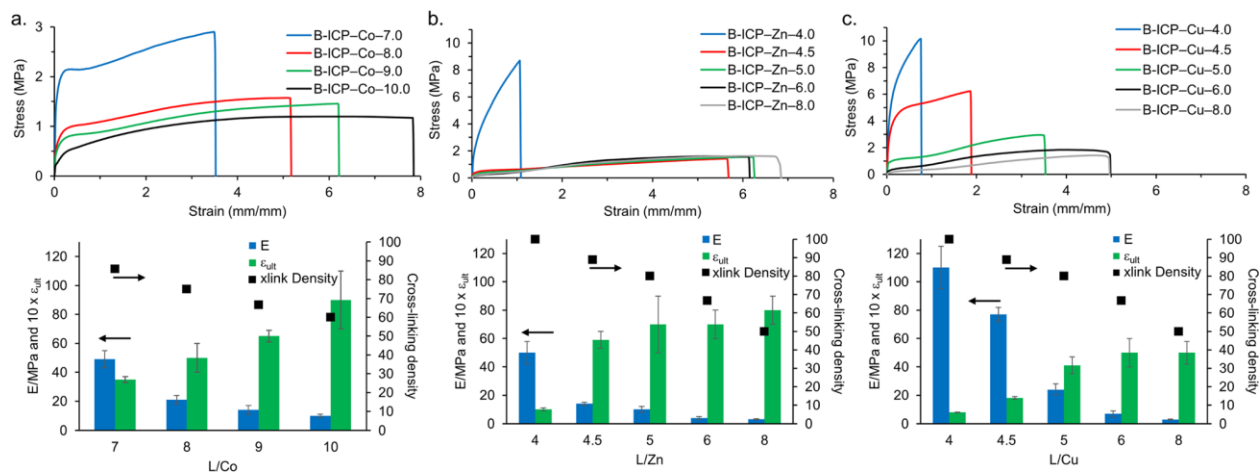 a.
Stress (MPa)
3
2
1
0
0 2 4 6 8
Strain (mm/mm)
B-ICP–Co–7.0
B-ICP–Co–8.0
B-ICP–Co–9.0
B-ICP–Co–10.0
b.
Stress (MPa)
10
8
6
4
2
0
0 2 4 6 8
Strain (mm/mm)
B-ICP–Zn–4.0
B-ICP–Zn–4.5
B-ICP–Zn–5.0
B-ICP–Zn–6.0
B-ICP–Zn–8.0
c.
Stress (MPa)
10
8
6
4
2
0
0 2 4 6 8
Strain (mm/mm)
B-ICP–Cu–4.0
B-ICP–Cu–4.5
B-ICP–Cu–5.0
B-ICP–Cu–6.0
B-ICP–Cu–8.0
E/MPa and 10 x εult
120
100
80
60
40
20
0
7 8 9 10
L/Co
E
εult
xlink Density
100
90
80
70
60
50
40
30
20
10
0
Cross-linking density
E/MPa and 10 x εult
120
100
80
60
40
20
0
4 4.5 5 6 8
L/Zn
E
εult
xlink Density
100
90
80
70
60
50
40
30
20
10
0
Cross-linking density
E/MPa and 10 x εult
120
100
80
60
40
20
0
4 4.5 5 6 8
L/Cu
E
εult
xlink Density
100
90
80
70
60
50
40
30
20
10
0
Cross-linking density